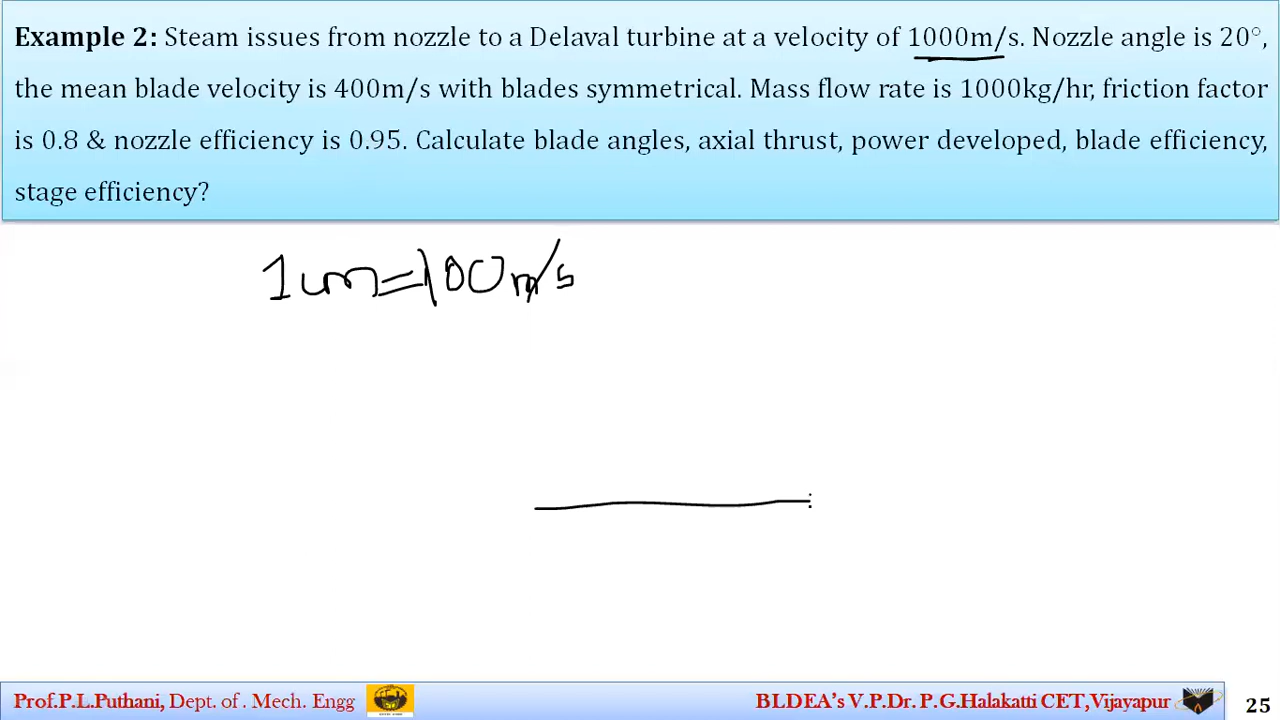 Example 2: Steam issues from nozzle to a Delaval turbine at a velocity of 1000m/s. Nozzle angle is 20°,
the mean blade velocity is 400m/s with blades symmetrical. Mass flow rate is 1000kg/hr, friction factor
is 0.8 & nozzle efficiency is 0.95. Calculate blade angles, axial thrust, power developed, blade efficiency,
stage efficiency?
1cm=100m/s
Prof.P.L.Puthani, Dept. of. Mech. Engg BLDEA's V.P.Dr. P.G.Halakatti CET,Vijayapur 25